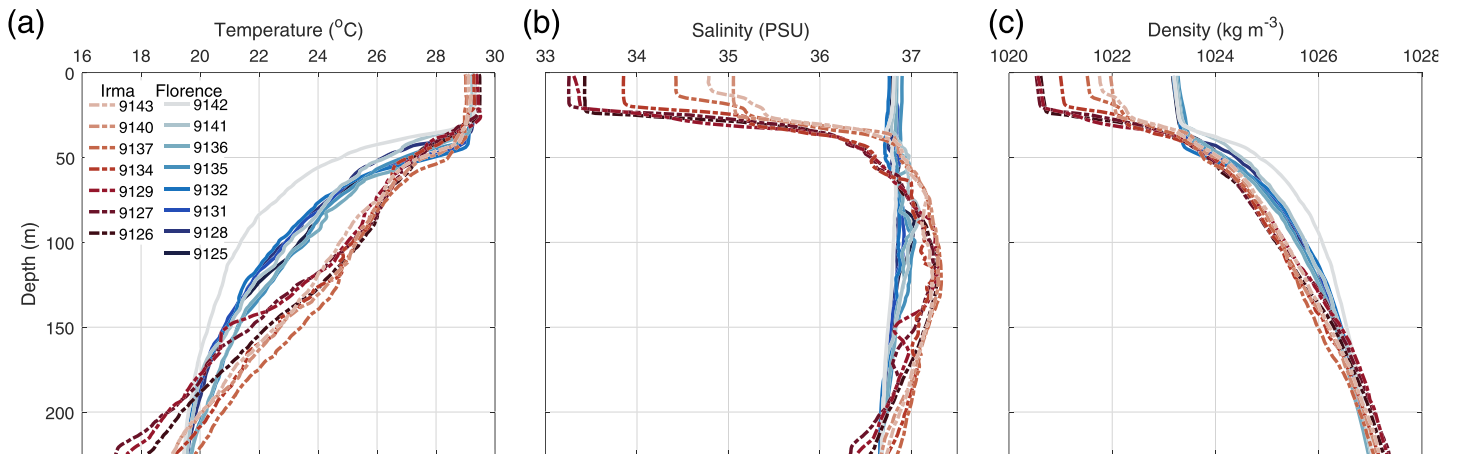 (a) Temperature (°C)
16 18 20 22 24 26 28 30
Depth (m)
0
50
100
150
200
Irma Florence
9143 9142
9140 9141
9137 9136
9134 9135
9129 9132
9127 9131
9126 9128
9125
(b) Salinity (PSU)
33 34 35 36 37
(c) Density (kg m-3)
1020 1022 1024 1026 1028